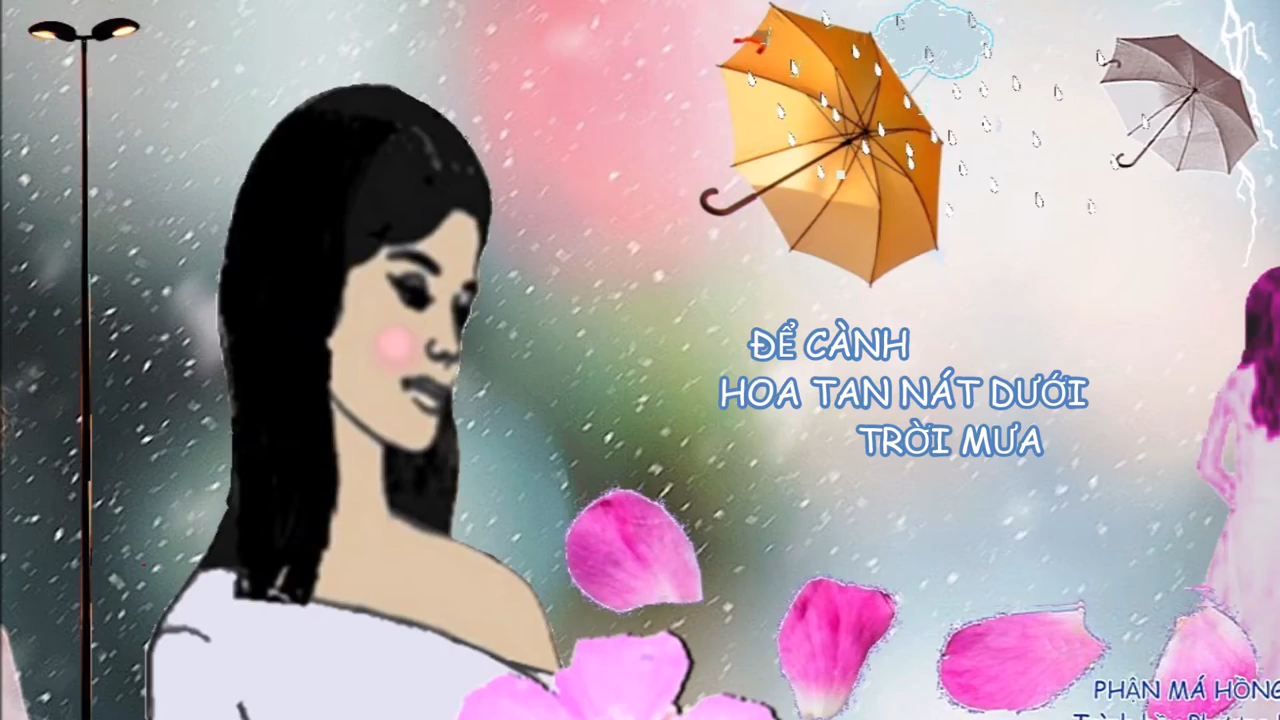 ĐỂ CÀNH
HOA TAN NÁT DƯỚI
TRỜI MƯA
PHẬN MÁ HỒNG